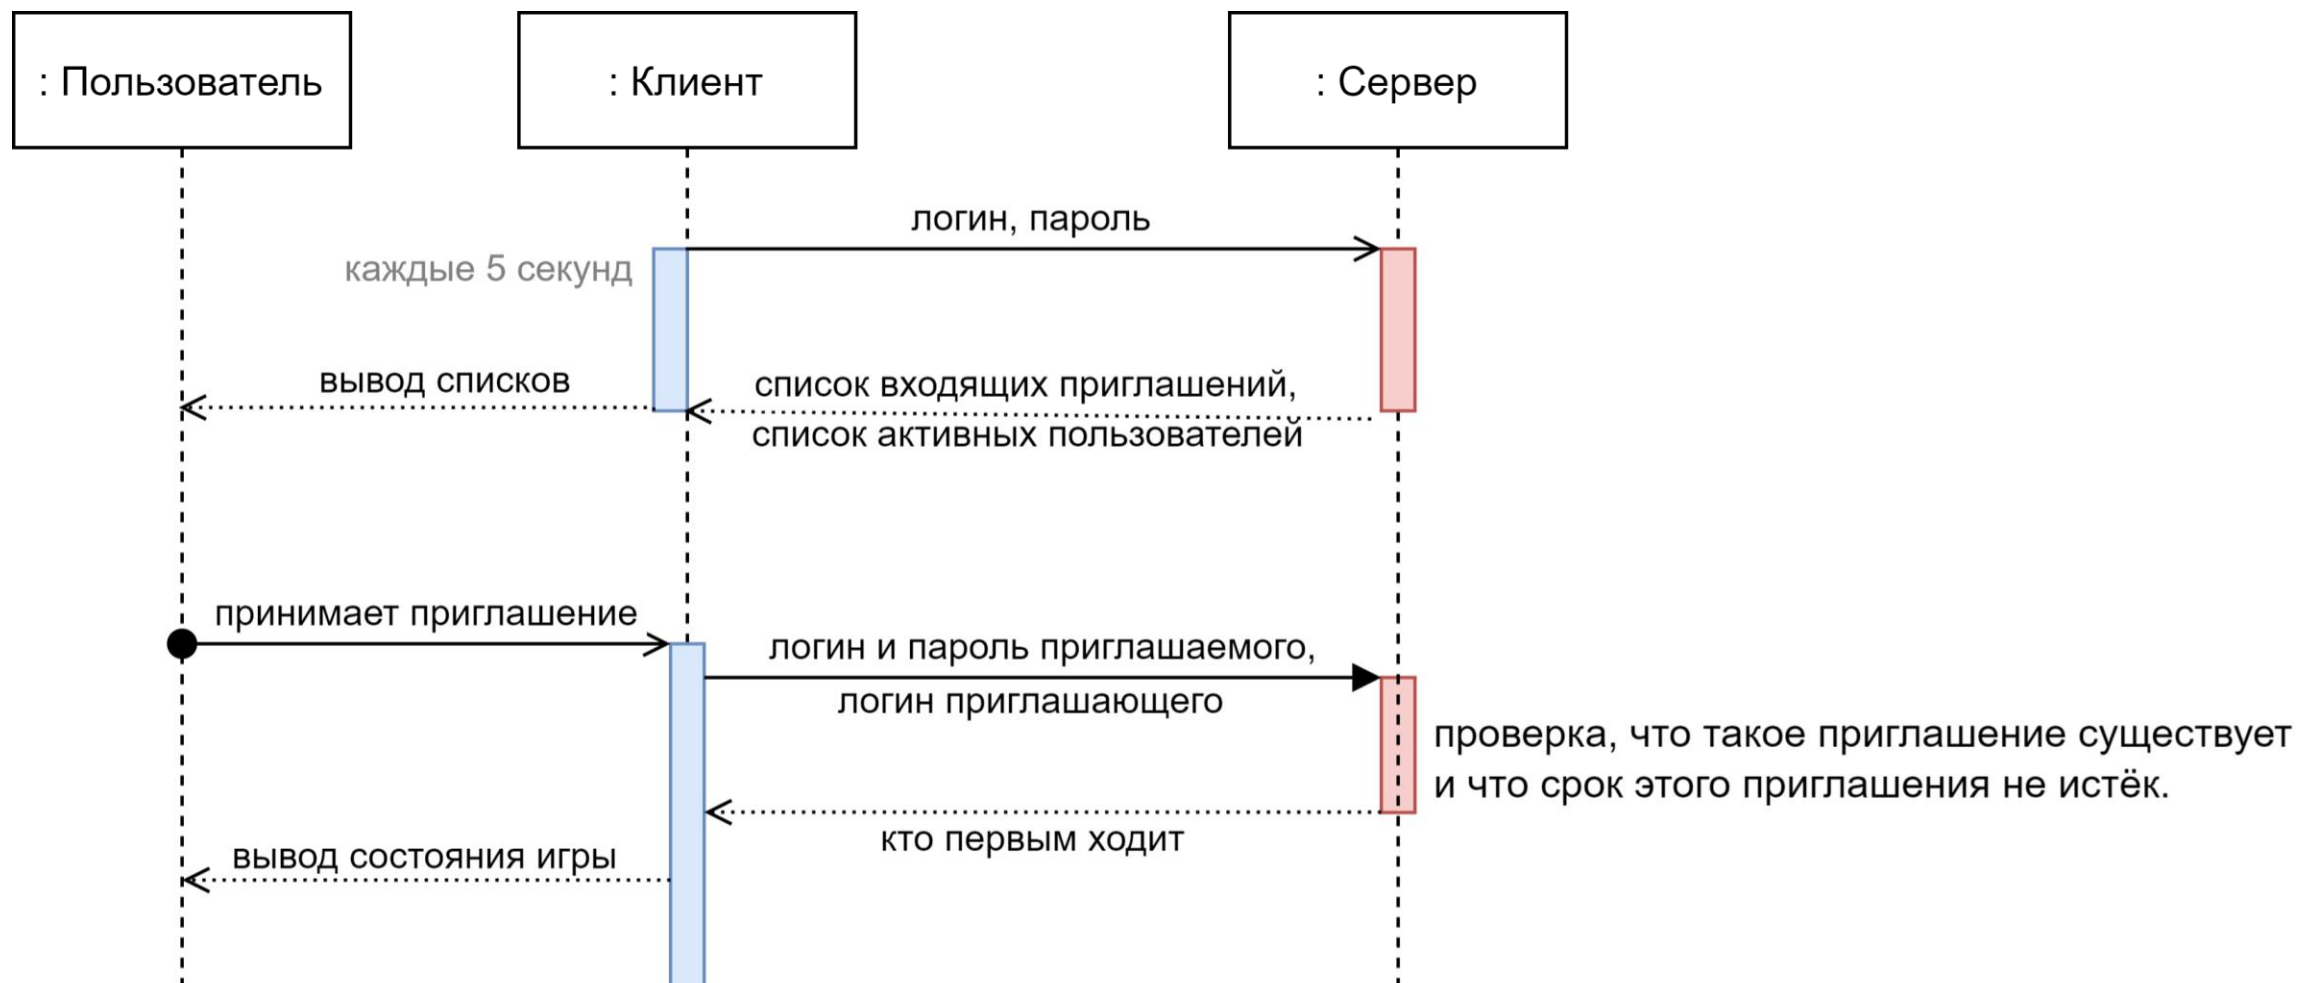 : Пользователь
: Клиент
: Сервер
логин, пароль
каждые 5 секунд
вывод списков
список входящих приглашений,
список активных пользователей
принимает приглашение
логин и пароль приглашаемого,
логин приглашающего
проверка, что такое приглашение существует
и что срок этого приглашения не истёк.
кто первым ходит
вывод состояния игры